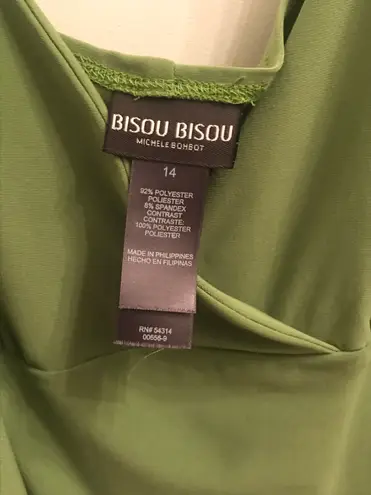 BISOU BISOU
MICHELE BOHBOT
14
92% POLYESTER
POLIESTER
8% SPANDEX
CONTRAST
CONTRASTE:
100% POLYESTER
POLIESTER
MADE IN PHILIPPINES
HECHO EN FILIPINAS
RN# 54314
00656-9